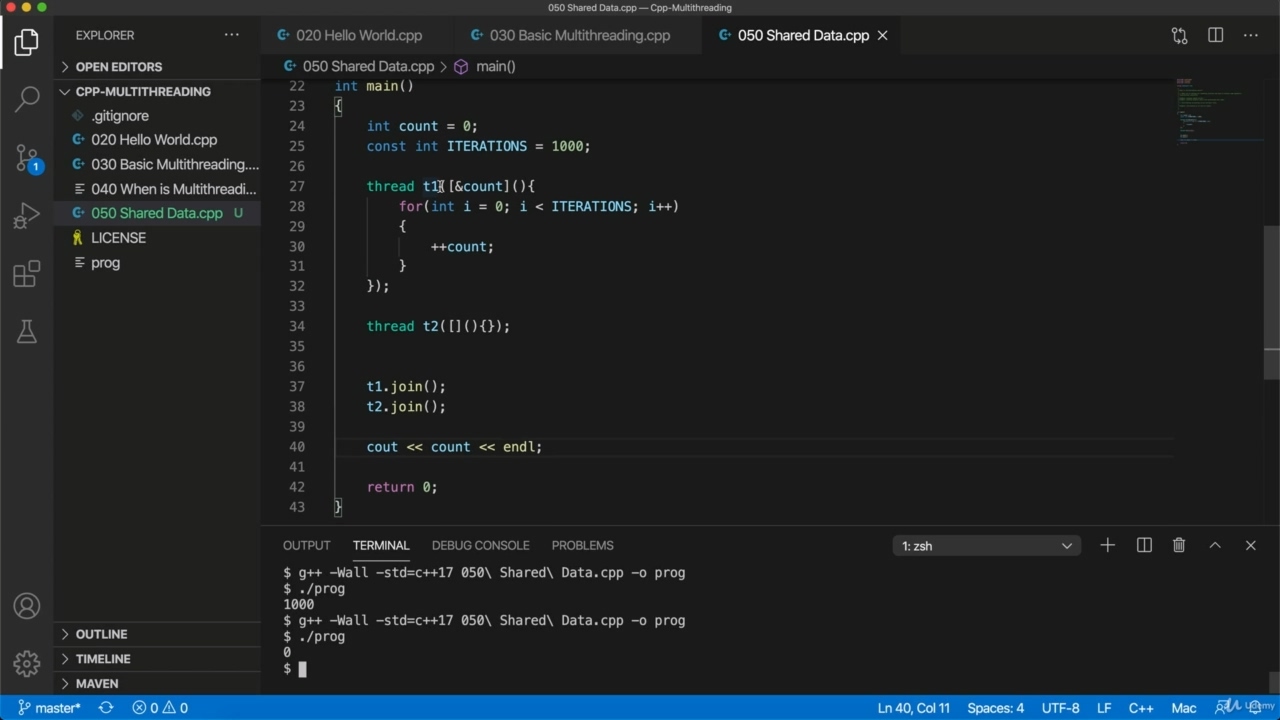 050 Shared Data.cpp — Cpp-Multithreading
EXPLORER
020 Hello World.cpp
030 Basic Multithreading.cpp
050 Shared Data.cpp
OPEN EDITORS
050 Shared Data.cpp > main()
CPP-MULTITHREADING
.gitignore
020 Hello World.cpp
030 Basic Multithreading....
040 When is Multithreadi...
050 Shared Data.cpp U
LICENSE
prog
1
22 int main()
23 {
24 int count = 0;
25 const int ITERATIONS = 1000;
26
27 thread t1([&count](){
28 for(int i = 0; i < ITERATIONS; i++)
29 {
30 ++count;
31 }
32 });
33
34 thread t2([](){});
35
36
37 t1.join();
38 t2.join();
39
40 cout << count << endl;
41
42 return 0;
43 }
OUTPUT TERMINAL DEBUG CONSOLE PROBLEMS 1: zsh
$ g++ -Wall -std=c++17 050\ Shared\ Data.cpp -o prog
$ ./prog
1000
$ g++ -Wall -std=c++17 050\ Shared\ Data.cpp -o prog
$ ./prog
0
$
OUTLINE
TIMELINE
MAVEN
master* 0 0 Ln 40, Col 11 Spaces: 4 UTF-8 LF C++ Mac Udemy